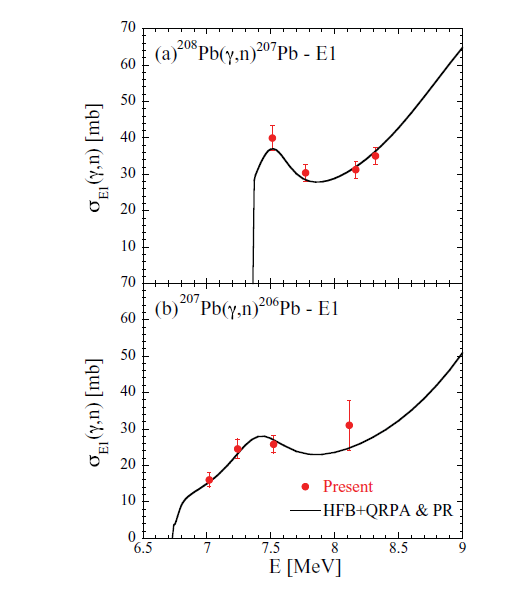 70
(a)²⁰⁸Pb(γ,n)²⁰⁷Pb - E1
60
50
40
30
20
10
σ_E1(γ,n) [mb]
70
(b)²⁰⁷Pb(γ,n)²⁰⁶Pb - E1
60
50
40
30
20
10
0
σ_E1(γ,n) [mb]
Present
HFB+QRPA & PR
6.5 7 7.5 8 8.5 9
E [MeV]